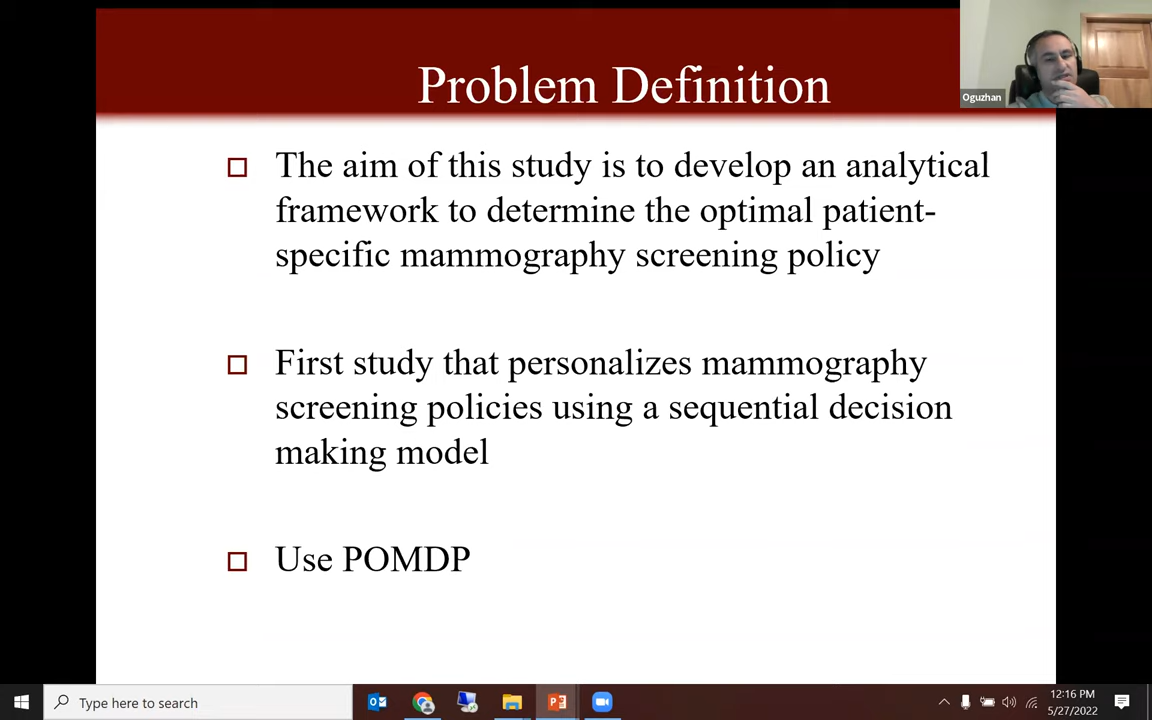 Problem Definition
Oguzhan
The aim of this study is to develop an analytical
framework to determine the optimal patient-
specific mammography screening policy
First study that personalizes mammography
screening policies using a sequential decision
making model
Use POMDP
Type here to search
12:16 PM
5/27/2022